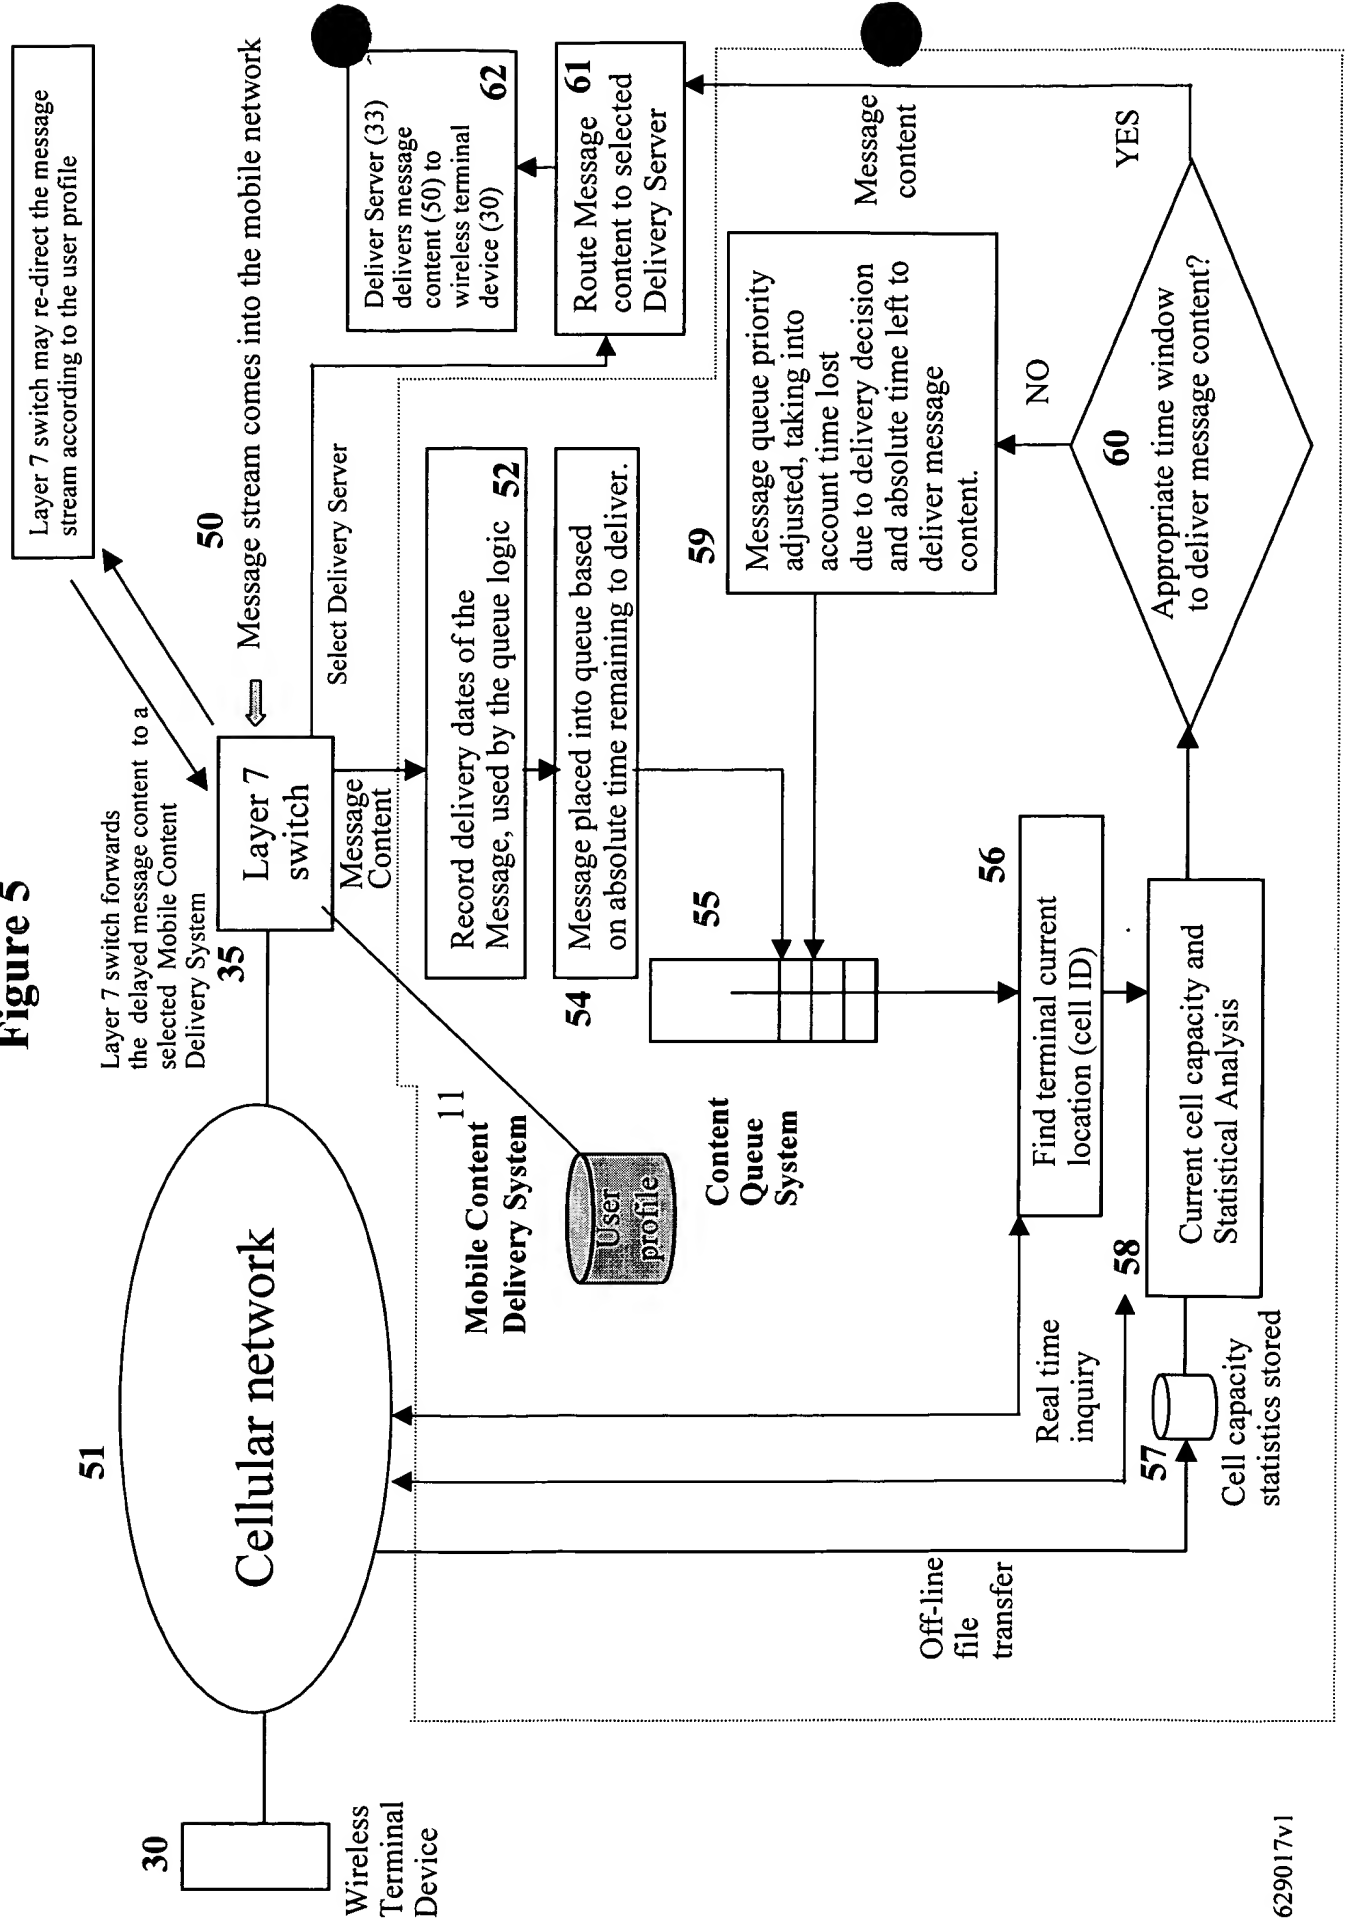 Figure 5
Layer 7 switch may re-direct the message
stream according to the user profile
Layer 7 switch forwards
the delayed message content to a
selected Mobile Content
Delivery System
50
Message stream comes into the mobile network
51
Cellular network
30
Wireless
Terminal
Device
35
Layer 7
switch
Select Delivery Server
Message
Content
Deliver Server (33)
delivers message
content (50) to
wireless terminal
device (30)
62
Route Message
61
content to selected
Delivery Server
11
Mobile Content
Delivery System
User
profile
Record delivery dates of the
Message, used by the queue logic
52
54
Message placed into queue based
on absolute time remaining to deliver.
55
Content
Queue
System
59
Message queue priority
adjusted, taking into
account time lost
due to delivery decision
and absolute time left to
deliver message
content.
Message
content
56
Find terminal current
location (cell ID)
NO
YES
60
Appropriate time window
to deliver message content?
58
Current cell capacity and
Statistical Analysis
Real time
inquiry
57
Cell capacity
statistics stored
Off-line
file
transfer
629017v1